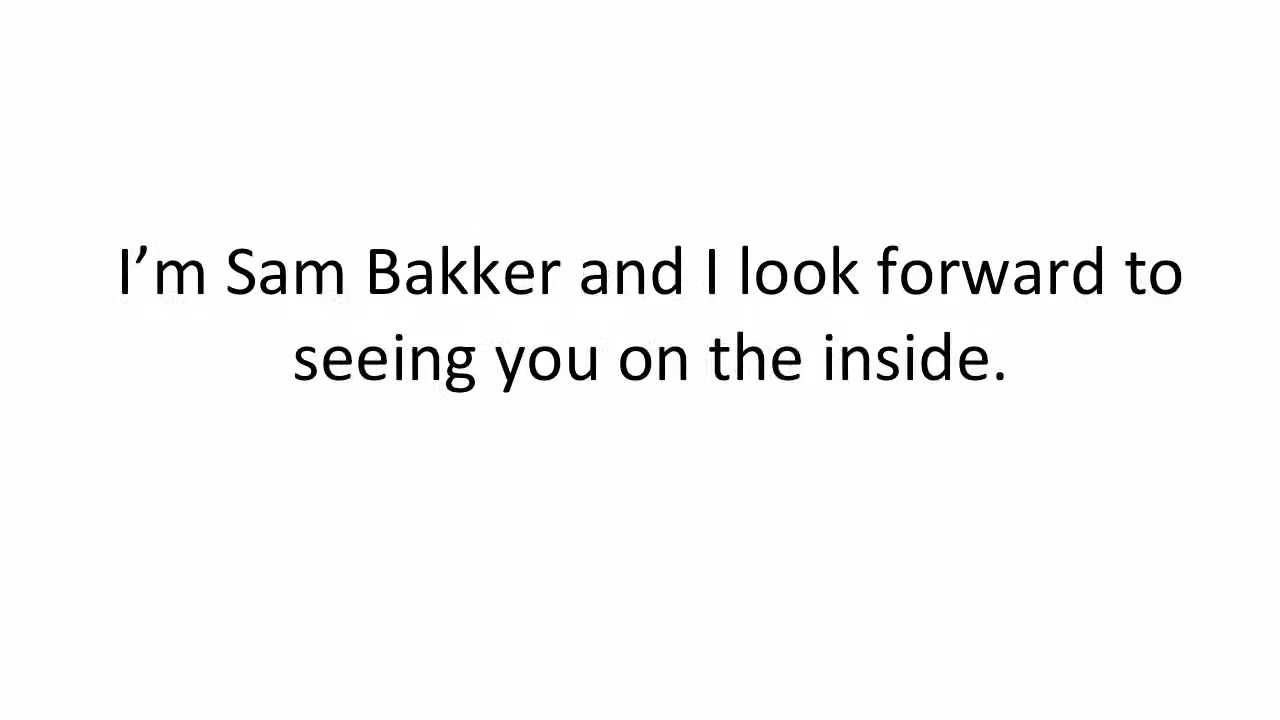 I’m Sam Bakker and I look forward to
seeing you on the inside.